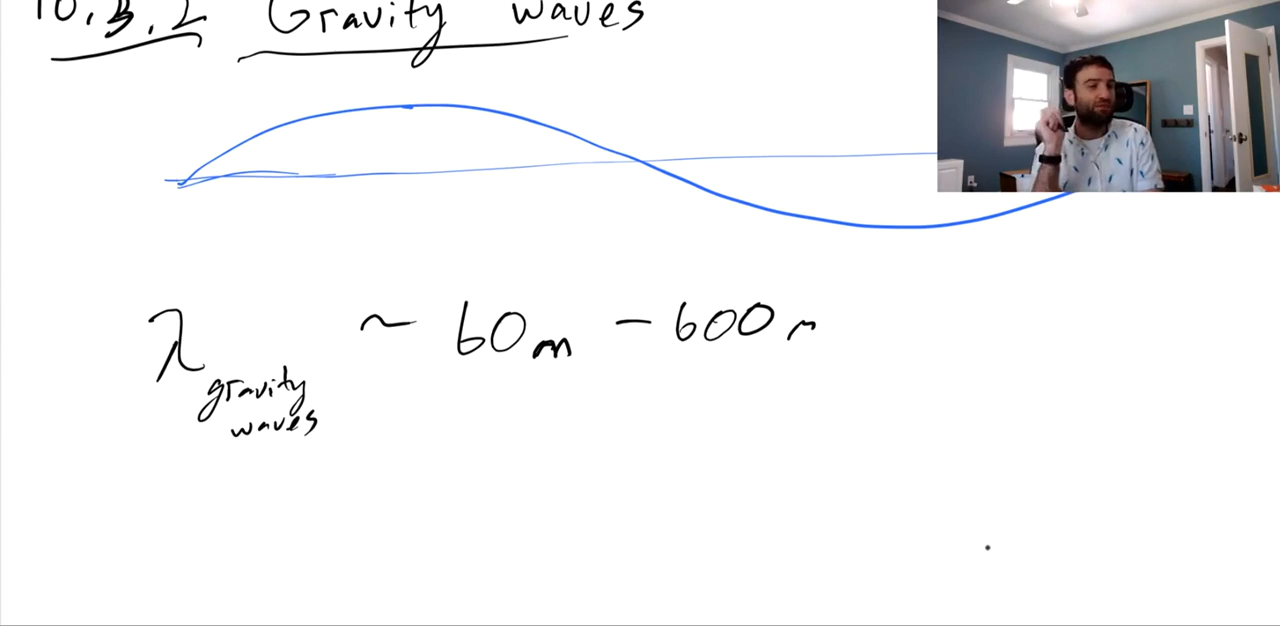 10.3.2 Gravity waves
λ gravity waves ~ 60m - 600m